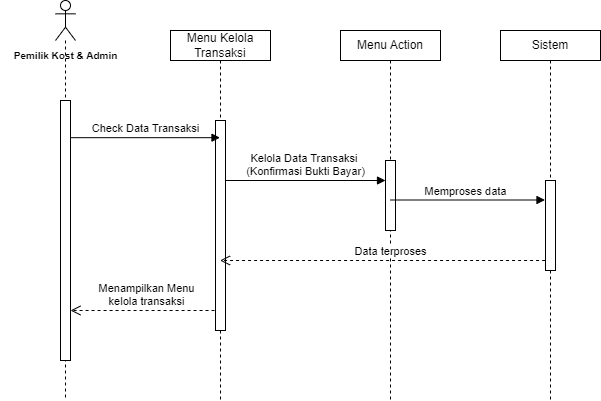 Menu Kelola
Transaksi
Menu Action
Sistem
Pemilik Kost & Admin
Check Data Transaksi
Kelola Data Transaksi
(Konfirmasi Bukti Bayar)
Memproses data
Data terproses
Menampilkan Menu
kelola transaksi